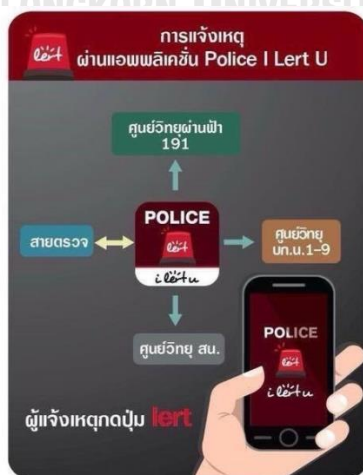 การแจ้งเหตุ
lert ผ่านแอพพลิเคชั่น Police I Lert U
ศูนย์วิทยุผ่านฟ้า
191
สายตรวจ
POLICE
lert
i lert u
ศูนย์วิทยุ
บก.น.1-9
ศูนย์วิทยุ สน.
POLICE
lert
i lert u
ผู้แจ้งเหตุกดปุ่ม lert